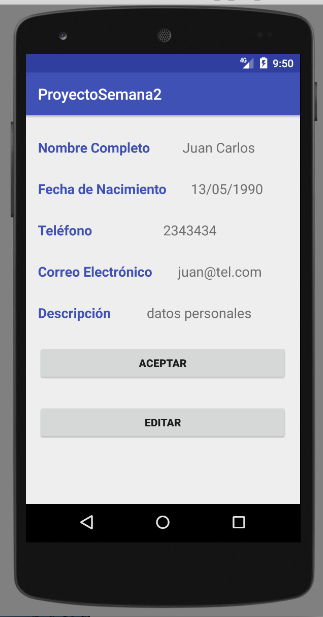 4G 9:50
ProyectoSemana2
Nombre Completo Juan Carlos
Fecha de Nacimiento 13/05/1990
Teléfono 2343434
Correo Electrónico juan@tel.com
Descripción datos personales
ACEPTAR
EDITAR